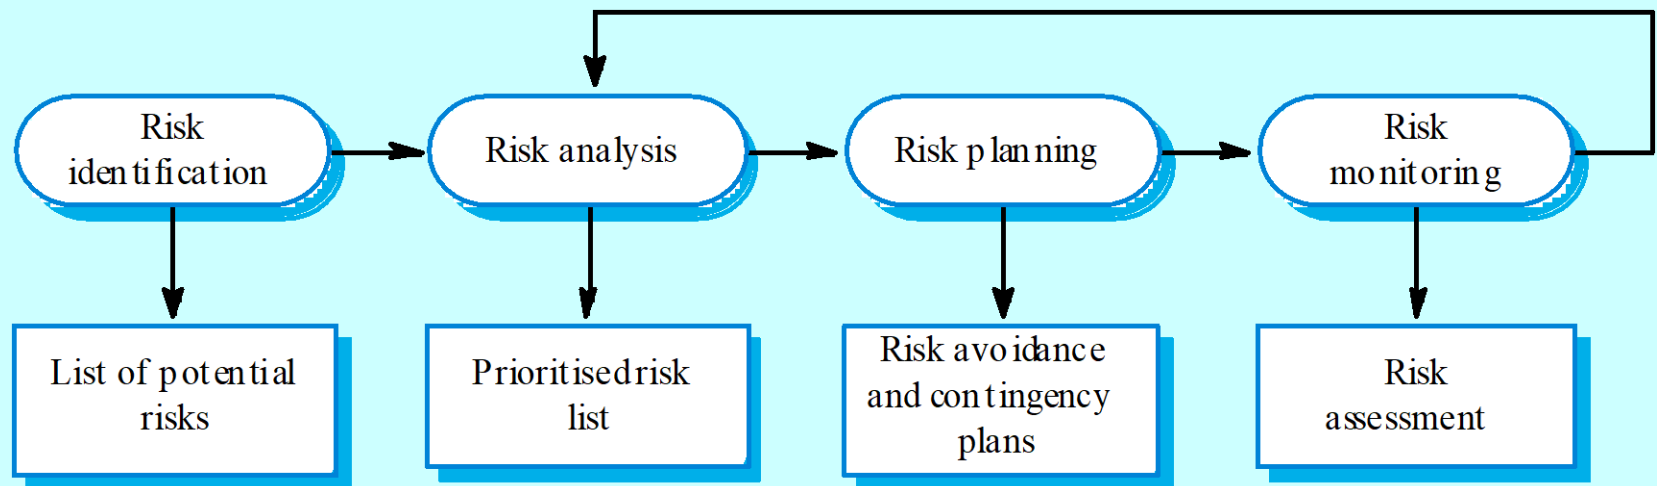 Risk
identification
Risk analysis
Risk planning
Risk
monitoring
List of potential
risks
Prioritised risk
list
Risk avoidance
and contingency
plans
Risk
assessment